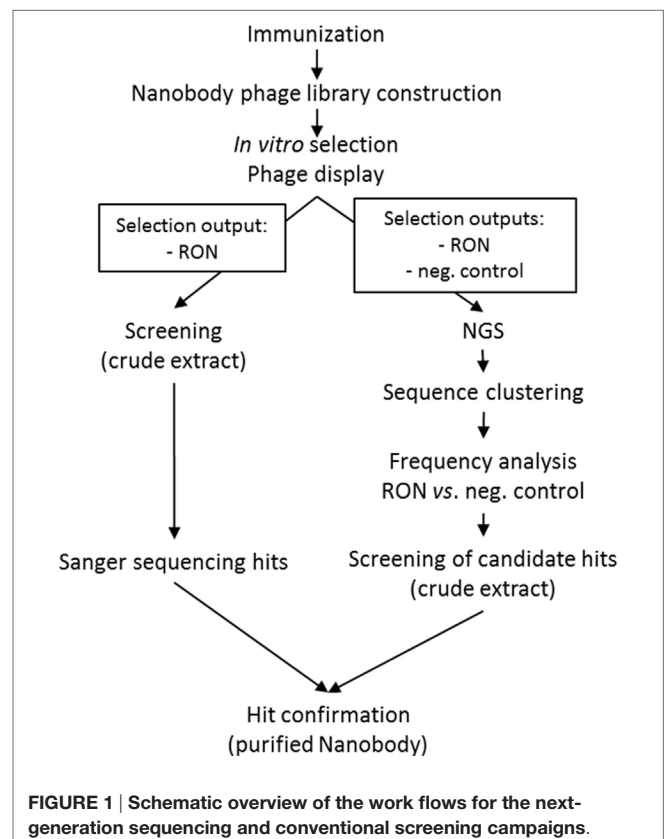 Immunization
Nanobody phage library construction
In vitro selection
Phage display
Selection output:
- RON
Selection outputs:
- RON
- neg. control
Screening
(crude extract)
NGS
Sequence clustering
Frequency analysis
RON vs. neg. control
Sanger sequencing hits
Screening of candidate hits
(crude extract)
Hit confirmation
(purified Nanobody)
FIGURE 1 | Schematic overview of the work flows for the next-
generation sequencing and conventional screening campaigns.